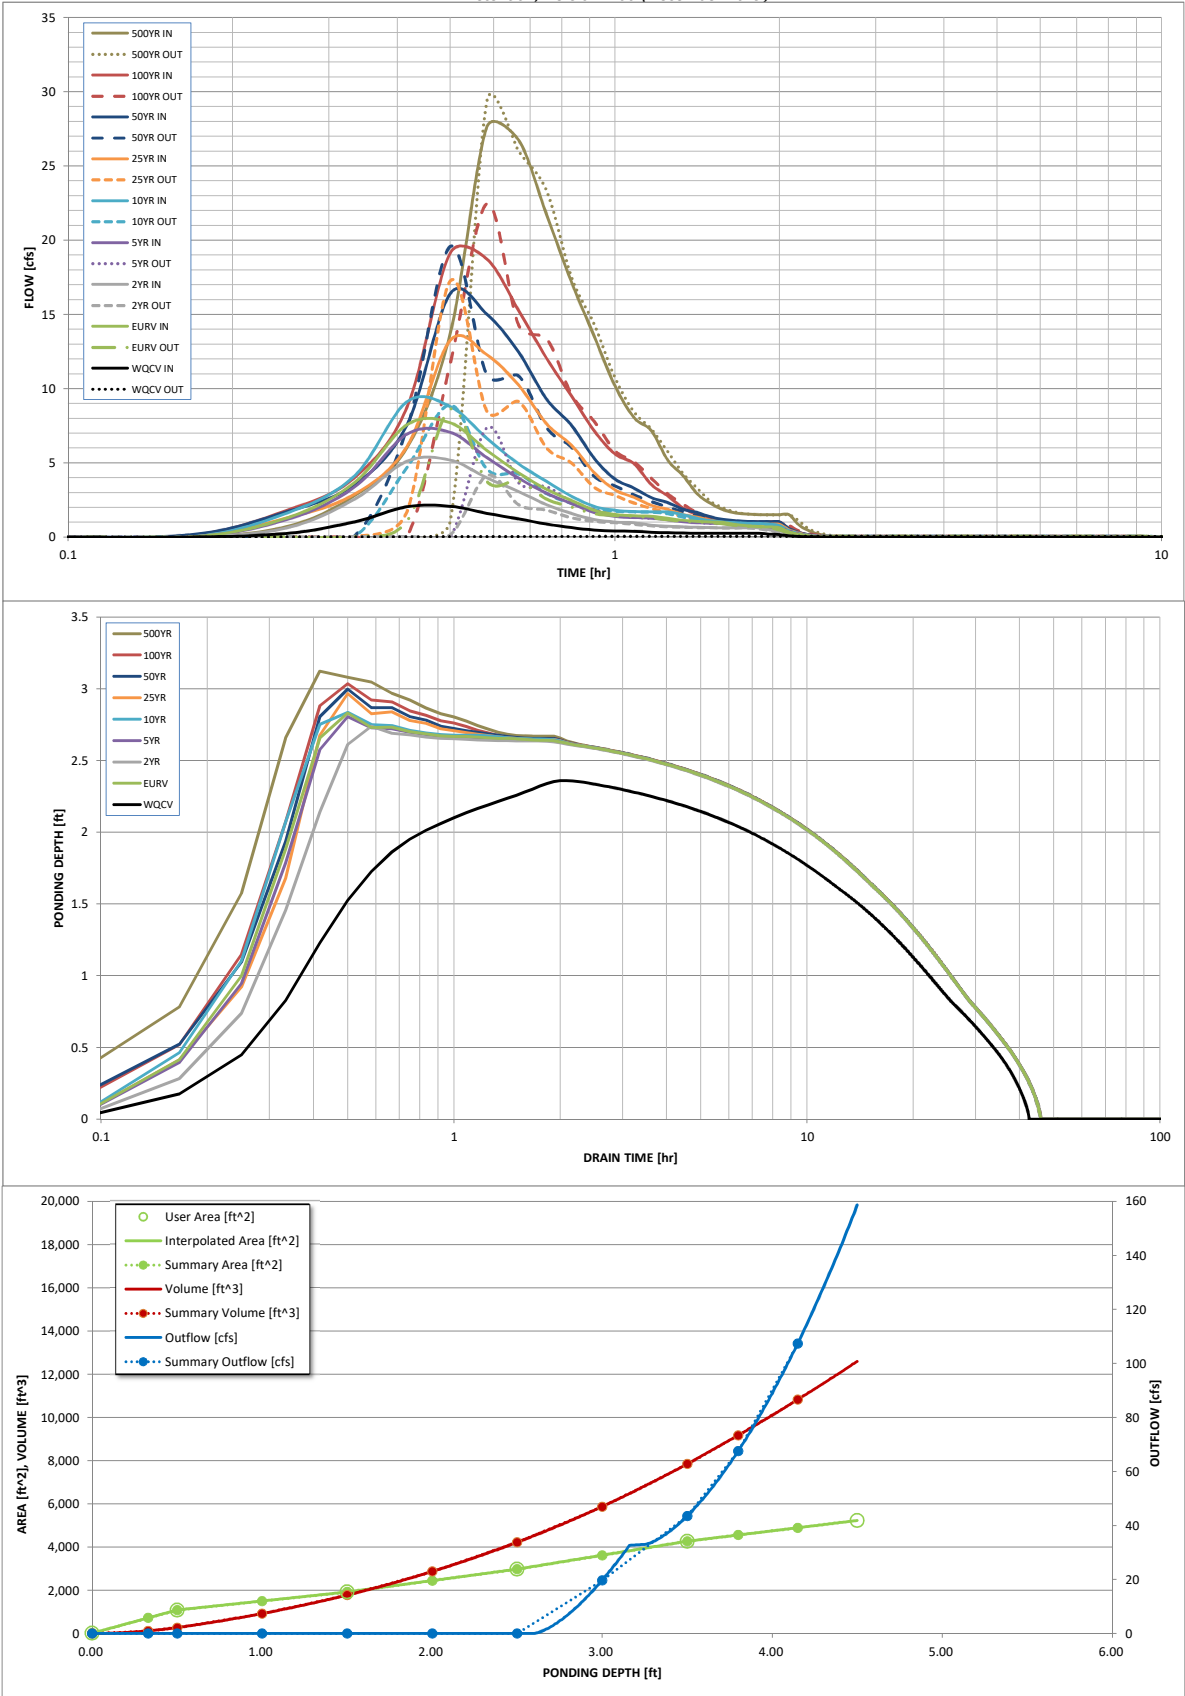 35
30
25
20
15
10
5
0
FLOW [cfs]
500YR IN
500YR OUT
100YR IN
100YR OUT
50YR IN
50YR OUT
25YR IN
25YR OUT
10YR IN
10YR OUT
5YR IN
5YR OUT
2YR IN
2YR OUT
EURV IN
EURV OUT
WQCV IN
WQCV OUT
0.1
1
10
TIME [hr]
3.5
3
2.5
2
1.5
1
0.5
0
PONDING DEPTH [ft]
500YR
100YR
50YR
25YR
10YR
5YR
2YR
EURV
WQCV
0.1
1
10
100
DRAIN TIME [hr]
20,000
18,000
16,000
14,000
12,000
10,000
8,000
6,000
4,000
2,000
0
AREA [ft^2], VOLUME [ft^3]
User Area [ft^2]
Interpolated Area [ft^2]
Summary Area [ft^2]
Volume [ft^3]
Summary Volume [ft^3]
Outflow [cfs]
Summary Outflow [cfs]
160
140
120
100
80
60
40
20
0
OUTFLOW [cfs]
0.00
1.00
2.00
3.00
4.00
5.00
6.00
PONDING DEPTH [ft]